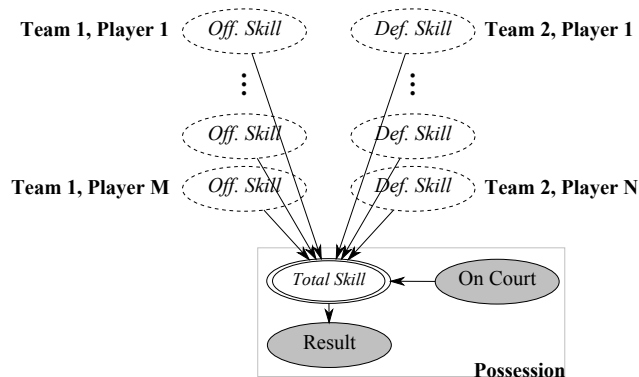 Team 1, Player 1 Off. Skill Def. Skill Team 2, Player 1
Off. Skill Def. Skill
Team 1, Player M Off. Skill Def. Skill Team 2, Player N
Total Skill On Court
Result
Possession